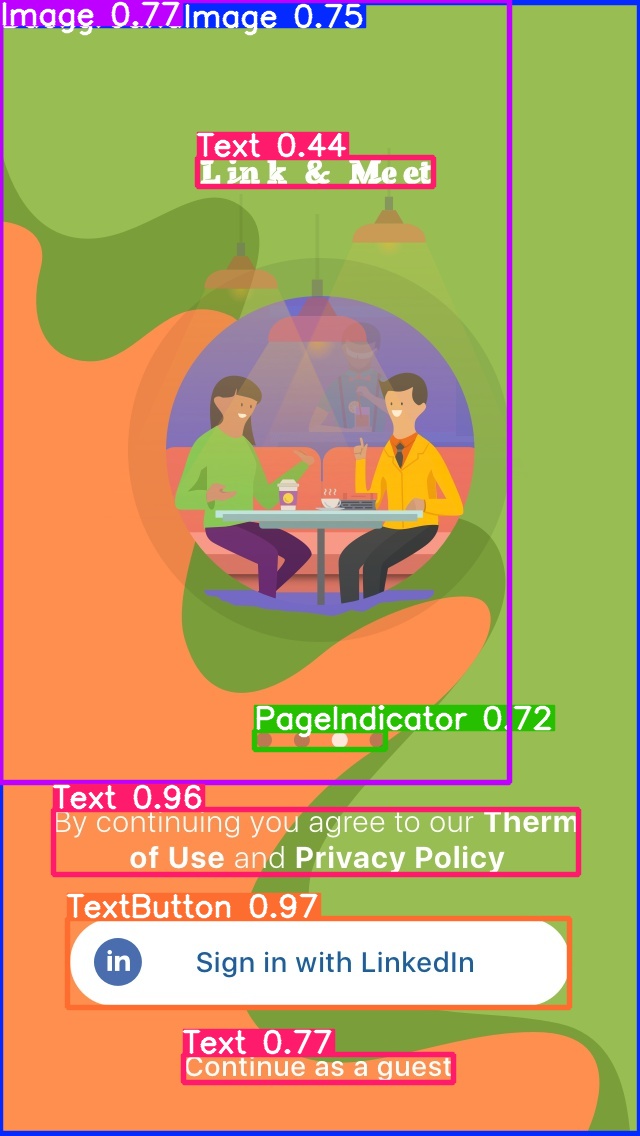 Image 0.77 Image 0.75
Text 0.44
Link & Meet
PageIndicator 0.72
Text 0.96
By continuing you agree to our Therm
of Use and Privacy Policy
TextButton 0.97
in Sign in with LinkedIn
Text 0.77
Continue as a guest